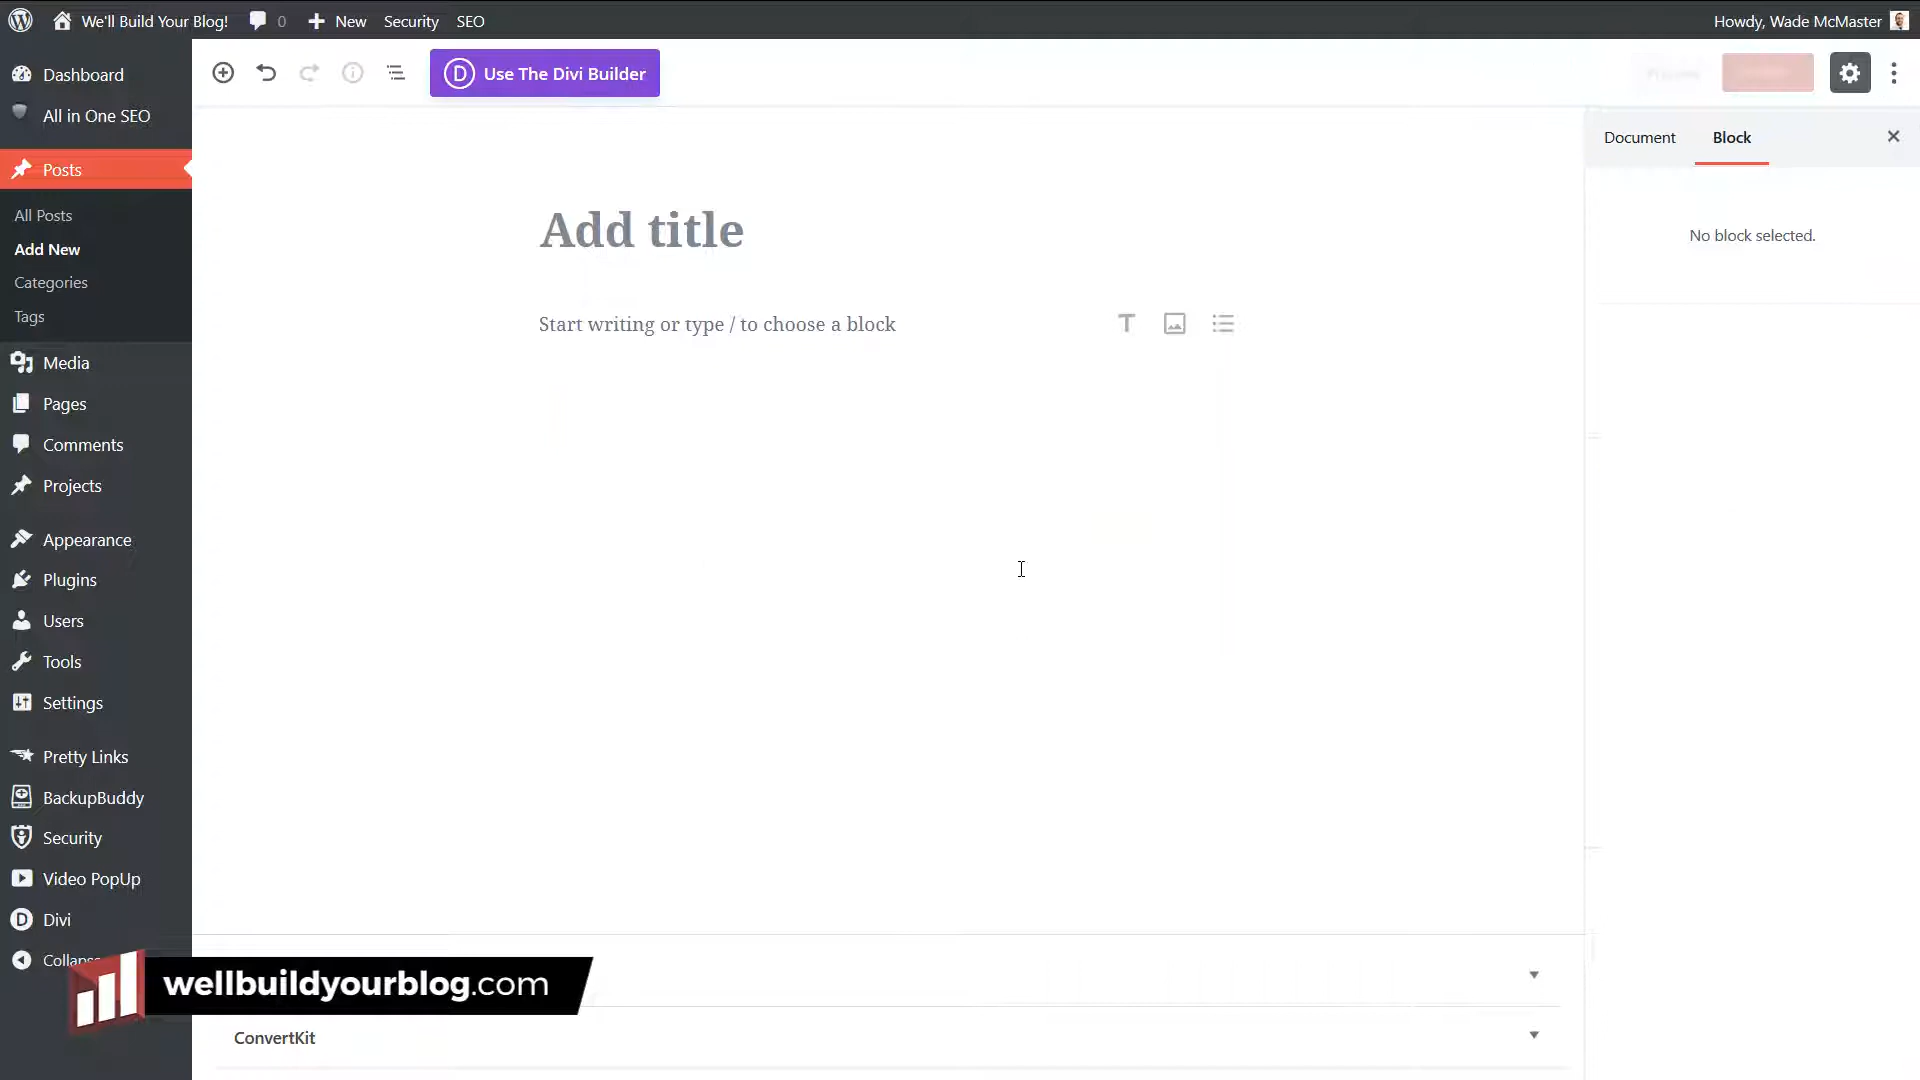 We'll Build Your Blog! 0 New Security SEO Howdy, Wade McMaster
Dashboard
All in One SEO
Posts
All Posts
Add New
Categories
Tags
Media
Pages
Comments
Projects
Appearance
Plugins
Users
Tools
Settings
Pretty Links
BackupBuddy
Security
Video PopUp
Divi
Collapse
D Use The Divi Builder
Preview
Document Block
No block selected.
Add title
Start writing or type / to choose a block
wellbuildyourblog.com
ConvertKit